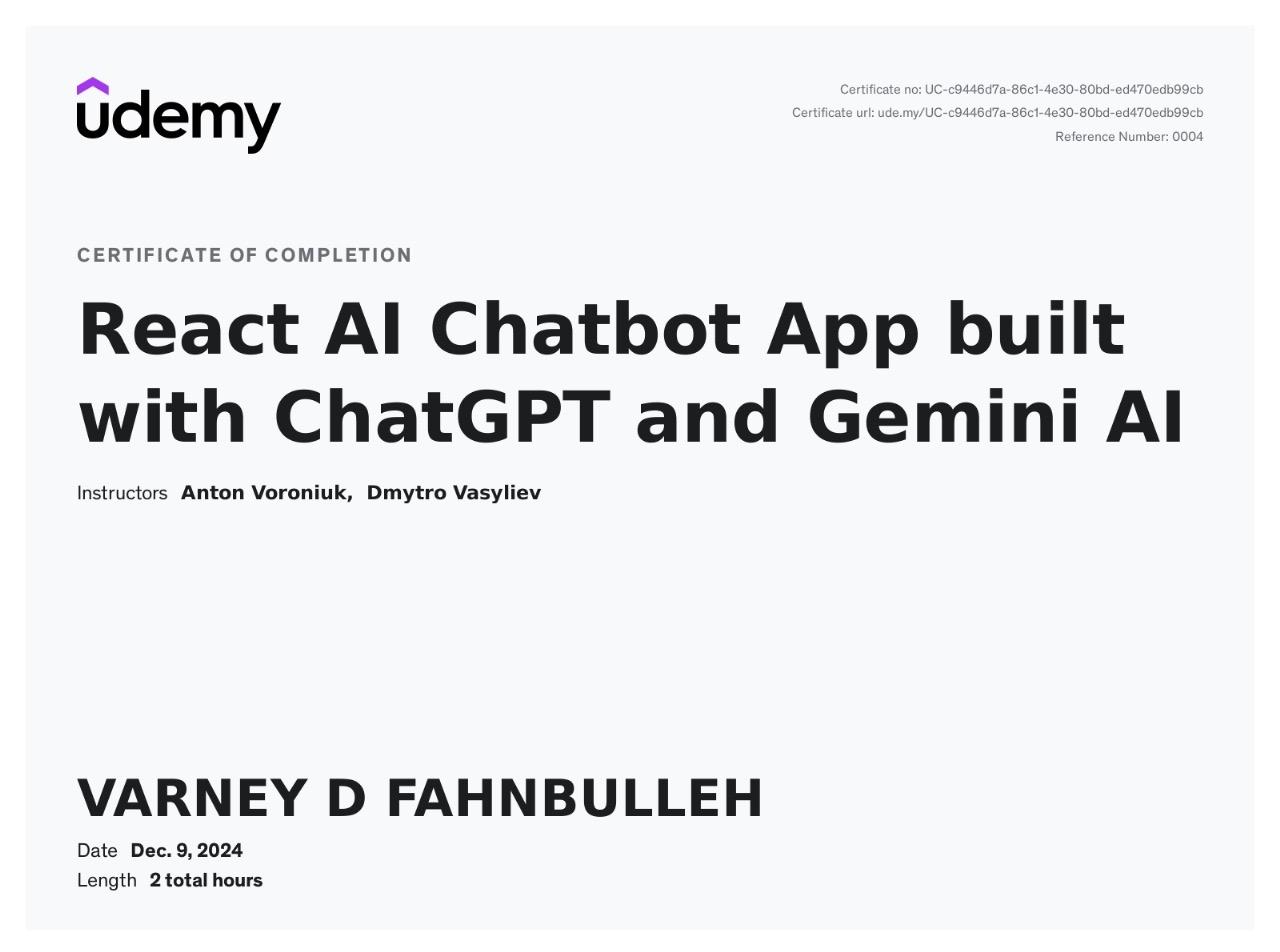 udemy
Certificate no: UC-c9446d7a-86c1-4e30-80bd-ed470edb99cb
Certificate url: ude.my/UC-c9446d7a-86c1-4e30-80bd-ed470edb99cb
Reference Number: 0004
CERTIFICATE OF COMPLETION
React AI Chatbot App built
with ChatGPT and Gemini AI
Instructors Anton Voroniuk, Dmytro Vasyliev
VARNEY D FAHNBULLEH
Date Dec. 9, 2024
Length 2 total hours